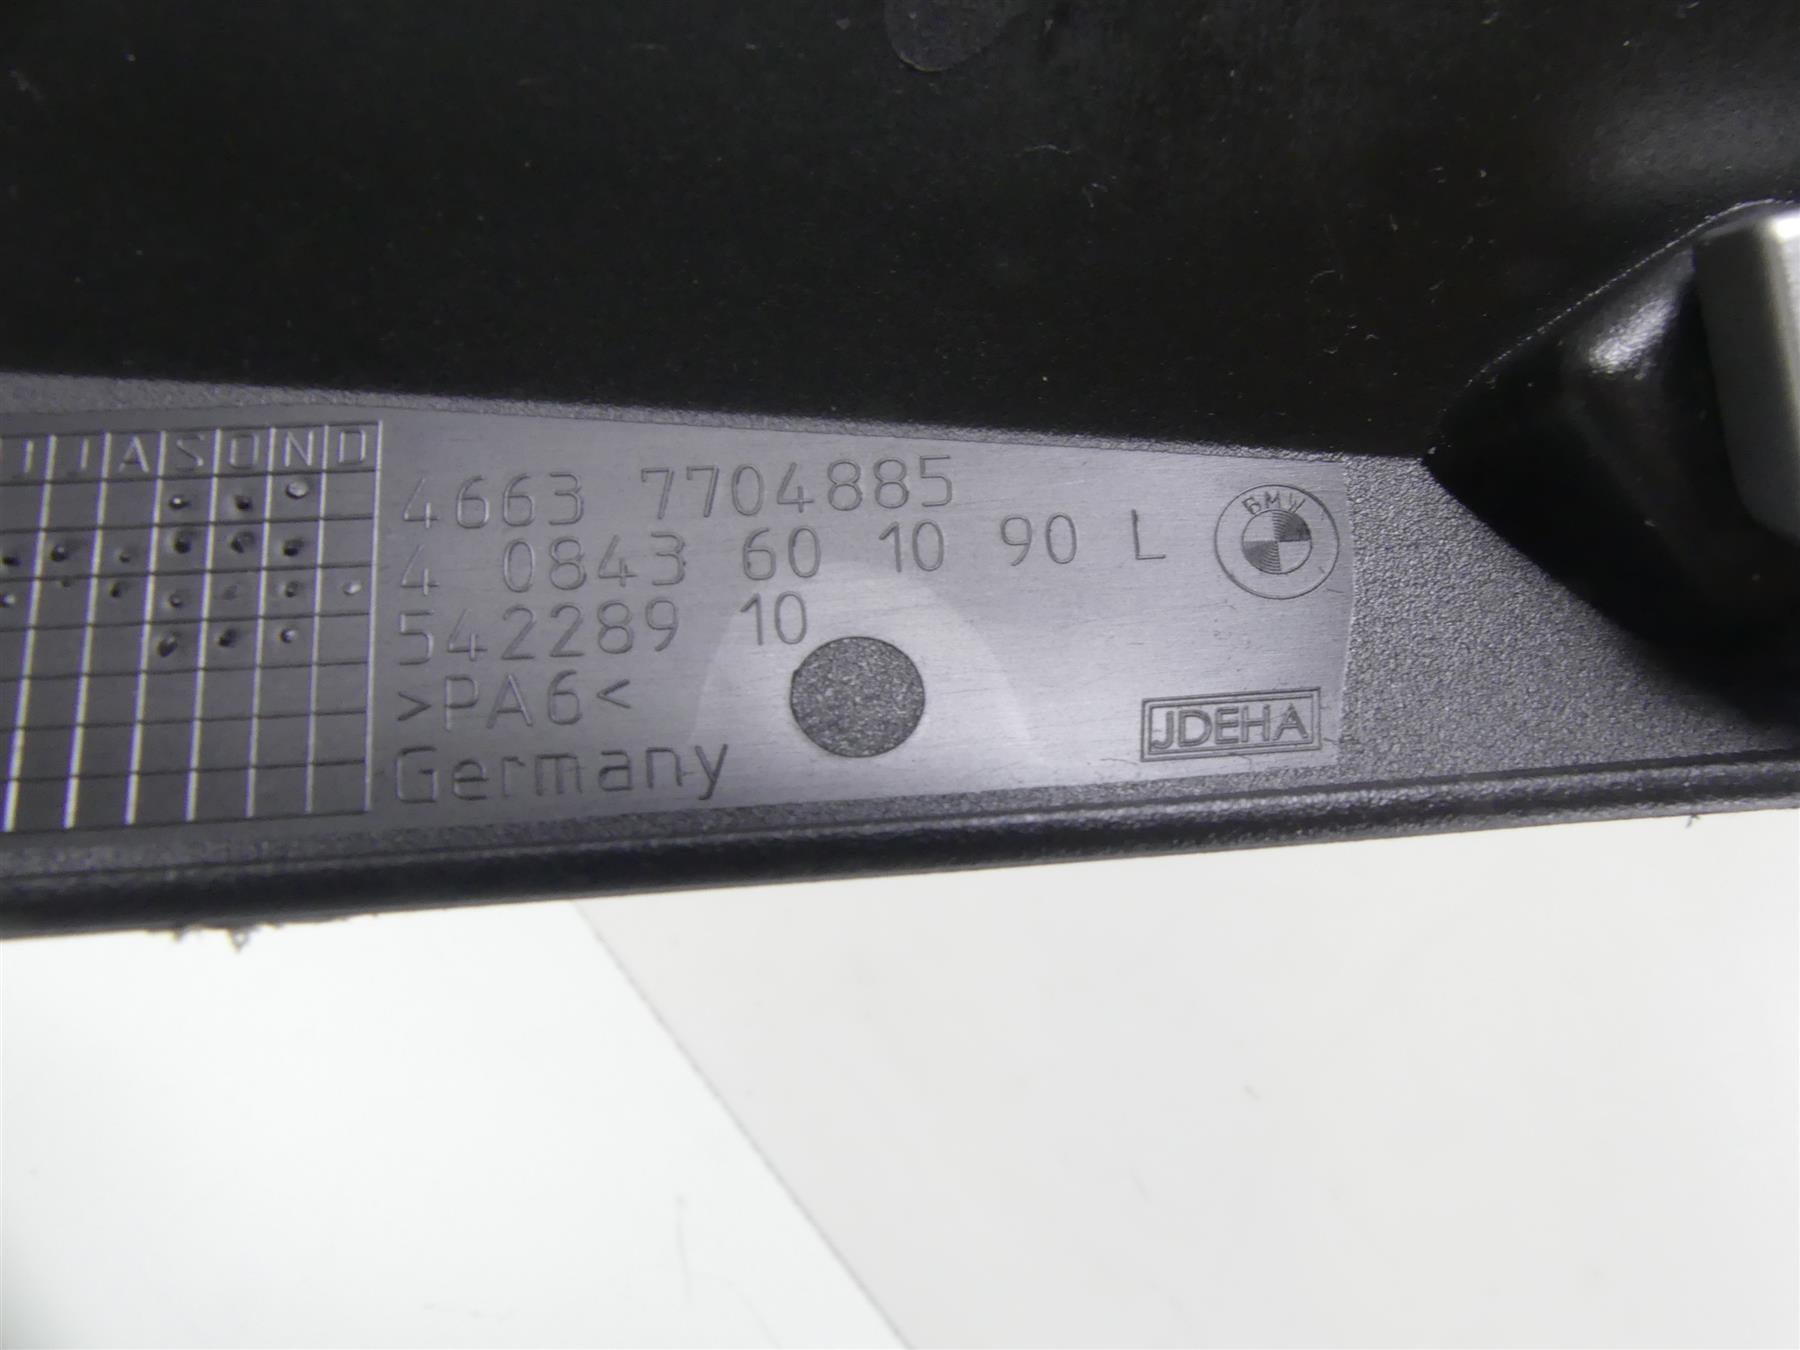 J J A S O N D
4663 7704885
4 0843 60 10 90 L
BMW
542289 10
>PA6<
JDEHA
Germany